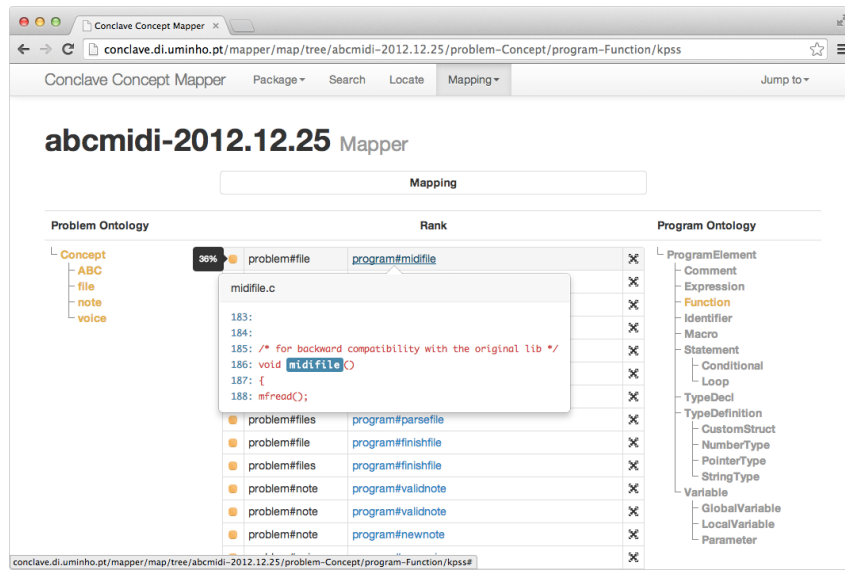 Conclave Concept Mapper ×
conclave.di.uminho.pt/mapper/map/tree/abcmidi-2012.12.25/problem-Concept/program-Function/kpss
Conclave Concept Mapper Package Search Locate Mapping Jump to
abcmidi-2012.12.25 Mapper
Mapping
Problem Ontology Rank Program Ontology
Concept
ABC
file
note
voice
36% problem#file program#midifile
midifile.c
183:
184:
185: /* for backward compatibility with the original lib */
186: void midifile()
187: {
188: mfread();
problem#files program#parsefile
problem#file program#finishfile
problem#files program#finishfile
problem#note program#validnote
problem#note program#validnote
problem#note program#newnote
ProgramElement
Comment
Expression
Function
Identifier
Macro
Statement
Conditional
Loop
TypeDecl
TypeDefinition
CustomStruct
NumberType
PointerType
StringType
Variable
GlobalVariable
LocalVariable
Parameter
conclave.di.uminho.pt/mapper/map/tree/abcmidi-2012.12.25/problem-Concept/program-Function/kpss#